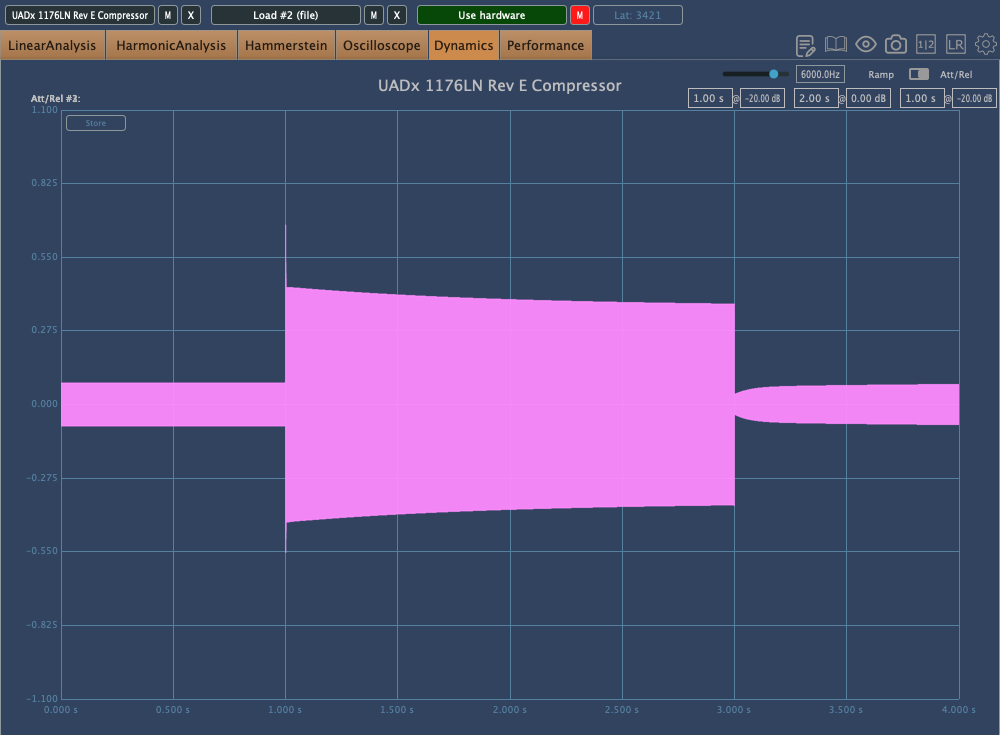 UADx 1176LN Rev E Compressor M X Load #2 (file) M X Use hardware M Lat: 3421
LinearAnalysis HarmonicAnalysis Hammerstein Oscilloscope Dynamics Performance 1|2 LR
6000.0Hz Ramp Att/Rel
UADx 1176LN Rev E Compressor
1.00 s @ -20.00 dB 2.00 s @ 0.00 dB 1.00 s @ -20.00 dB
Att/Rel
1.100
Store
0.825
0.550
0.275
0.000
-0.275
-0.550
-0.825
-1.100
0.000 s 0.500 s 1.000 s 1.500 s 2.000 s 2.500 s 3.000 s 3.500 s 4.000 s